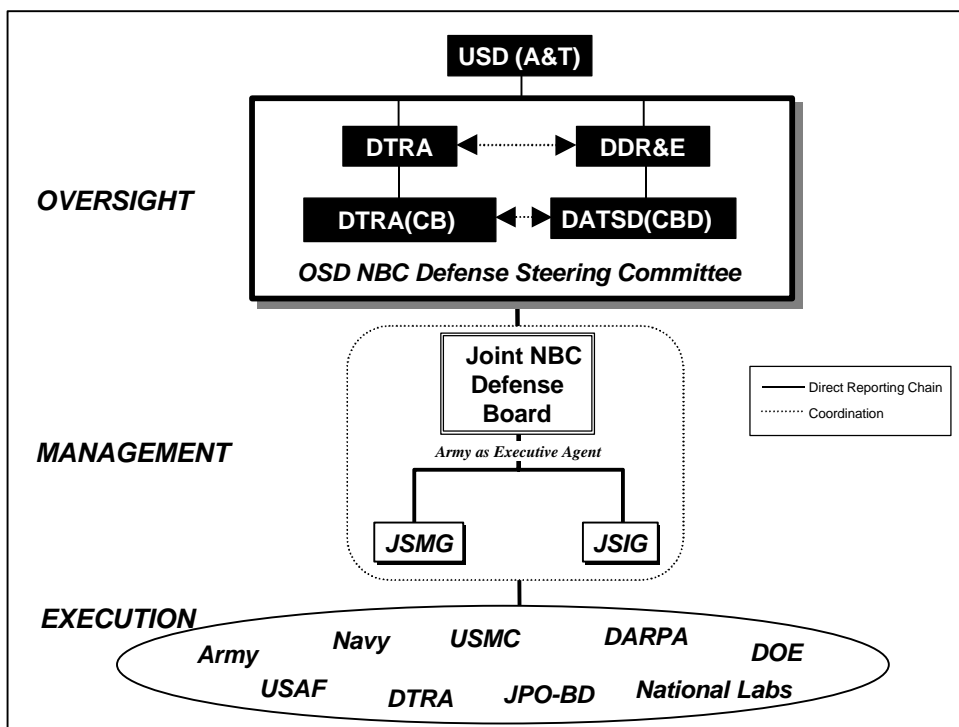 USD (A&T)
DTRA
DDR&E
OVERSIGHT
DTRA(CB)
DATSD(CBD)
OSD NBC Defense Steering Committee
Joint NBC
Defense
Board
Direct Reporting Chain
Coordination
MANAGEMENT
Army as Executive Agent
JSMG
JSIG
EXECUTION
Army
Navy
USMC
DARPA
DOE
USAF
DTRA
JPO-BD
National Labs